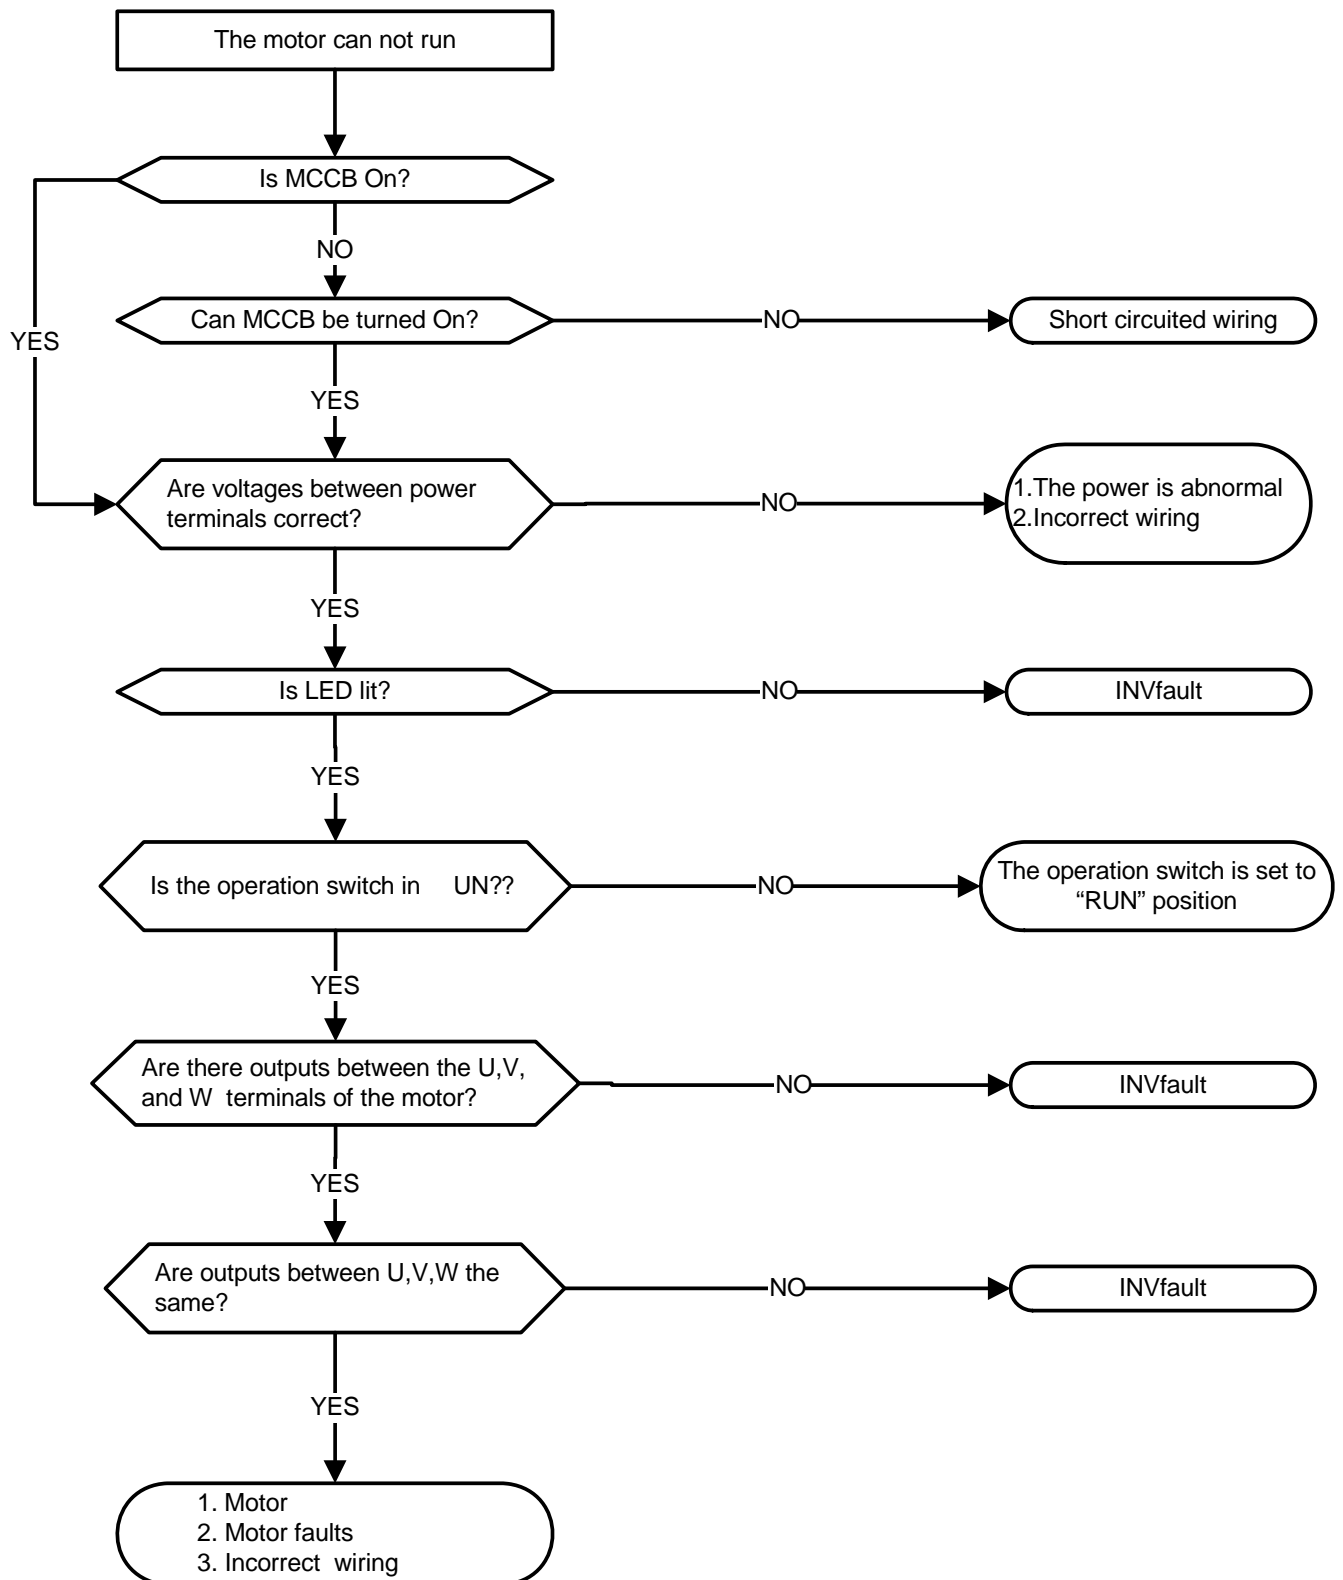 The motor can not run
Is MCCB On?
NO
Can MCCB be turned On?
NO
Short circuited wiring
YES
YES
Are voltages between power
terminals correct?
NO
1.The power is abnormal
2.Incorrect wiring
YES
Is LED lit?
NO
INVfault
YES
Is the operation switch in UN??
NO
The operation switch is set to
“RUN” position
YES
Are there outputs between the U,V,
and W terminals of the motor?
NO
INVfault
YES
Are outputs between U,V,W the
same?
NO
INVfault
YES
1. Motor
2. Motor faults
3. Incorrect wiring